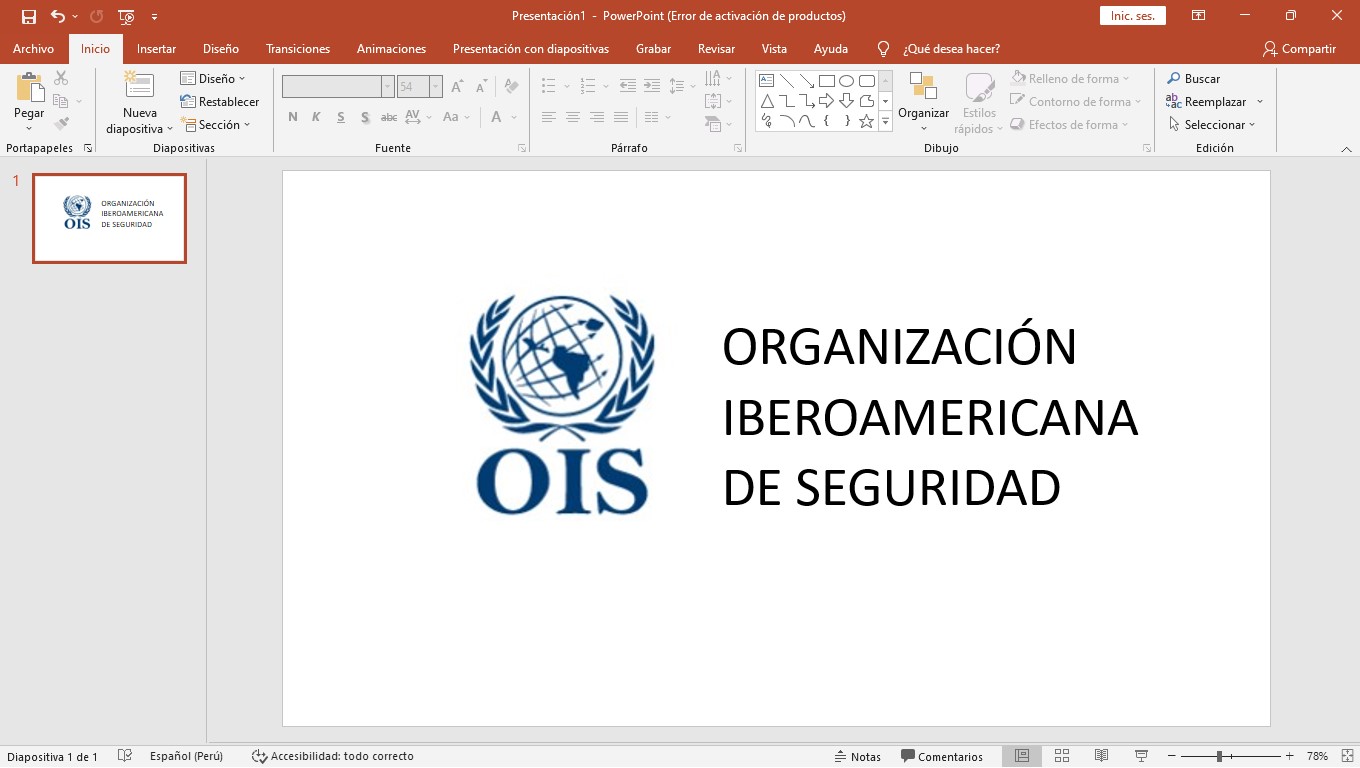 Presentación1 - PowerPoint (Error de activación de productos)
Inic. ses.
Archivo Inicio Insertar Diseño Transiciones Animaciones Presentación con diapositivas Grabar Revisar Vista Ayuda ¿Qué desea hacer? Compartir
Pegar
Portapapeles
Nueva
diapositiva
Diseño
Restablecer
Sección
Diapositivas
54
N K S S abc AV Aa A
Fuente
Párrafo
Organizar
Estilos
rápidos
Relleno de forma
Contorno de forma
Efectos de forma
Dibujo
Buscar
Reemplazar
Seleccionar
Edición
1
OIS
ORGANIZACIÓN
IBEROAMERICANA
DE SEGURIDAD
OIS
ORGANIZACIÓN
IBEROAMERICANA
DE SEGURIDAD
Diapositiva 1 de 1 Español (Perú) Accesibilidad: todo correcto Notas Comentarios 78%